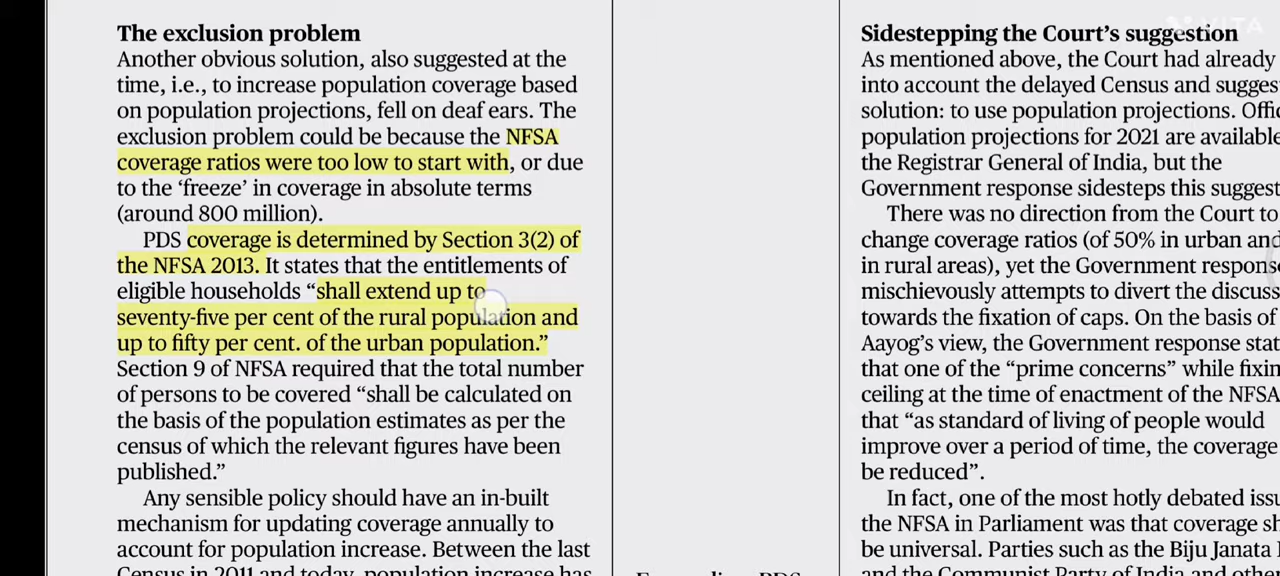 The exclusion problem
Another obvious solution, also suggested at the
time, i.e., to increase population coverage based
on population projections, fell on deaf ears. The
exclusion problem could be because the NFSA
coverage ratios were too low to start with, or due
to the ‘freeze’ in coverage in absolute terms
(around 800 million).
PDS coverage is determined by Section 3(2) of
the NFSA 2013. It states that the entitlements of
eligible households “shall extend up to
seventy-five per cent of the rural population and
up to fifty per cent. of the urban population.”
Section 9 of NFSA required that the total number
of persons to be covered “shall be calculated on
the basis of the population estimates as per the
census of which the relevant figures have been
published.”
Any sensible policy should have an in-built
mechanism for updating coverage annually to
account for population increase. Between the last
Census in 2011 and today, population increase has
Sidestepping the Court’s suggestion
As mentioned above, the Court had already
into account the delayed Census and sugges
solution: to use population projections. Offic
population projections for 2021 are available
the Registrar General of India, but the
Government response sidesteps this suggest
There was no direction from the Court to
change coverage ratios (of 50% in urban and
in rural areas), yet the Government response
mischievously attempts to divert the discuss
towards the fixation of caps. On the basis of
Aayog’s view, the Government response stat
that one of the “prime concerns” while fixin
ceiling at the time of enactment of the NFSA
that “as standard of living of people would
improve over a period of time, the coverage
be reduced”.
In fact, one of the most hotly debated issu
the NFSA in Parliament was that coverage sh
be universal. Parties such as the Biju Janata
and the Communist Party of India and other
VITA